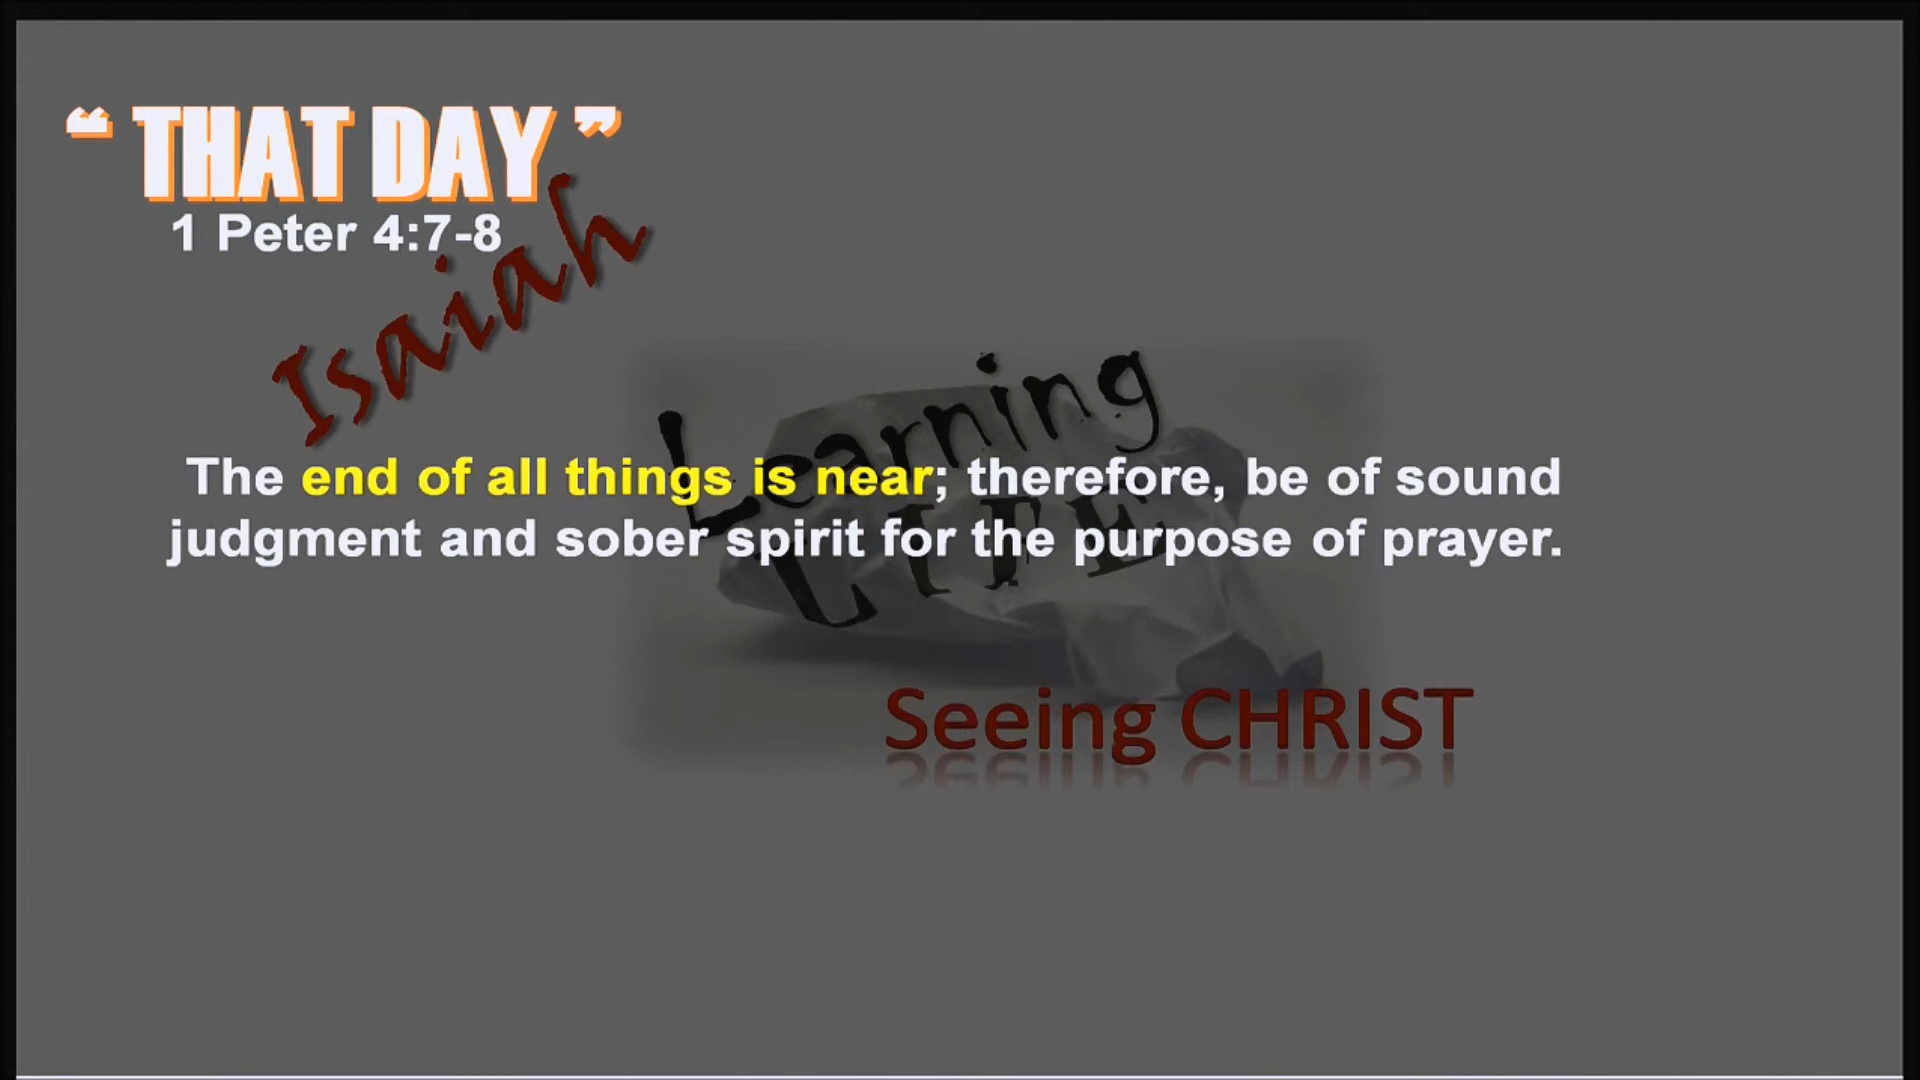 “ THAT DAY ”
1 Peter 4:7-8
Isaiah
Learning
LIFE
The end of all things is near; therefore, be of sound
judgment and sober spirit for the purpose of prayer.
Seeing CHRIST